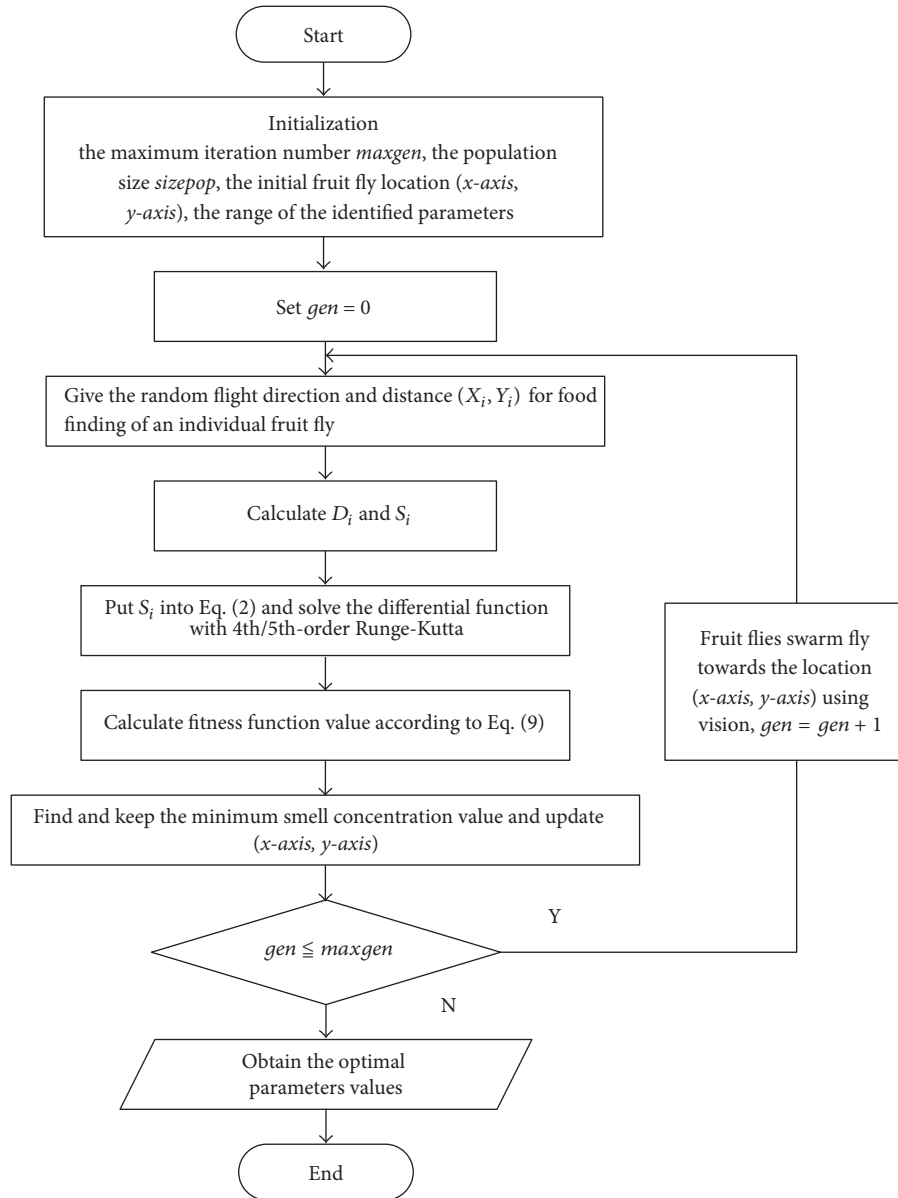 Start
Initialization
the maximum iteration number maxgen, the population
size sizepop, the initial fruit fly location (x-axis,
y-axis), the range of the identified parameters
Set gen = 0
Give the random flight direction and distance (X_i, Y_i) for food
finding of an individual fruit fly
Calculate D_i and S_i
Put S_i into Eq. (2) and solve the differential function
with 4th/5th-order Runge-Kutta
Fruit flies swarm fly
towards the location
(x-axis, y-axis) using
vision, gen = gen + 1
Calculate fitness function value according to Eq. (9)
Find and keep the minimum smell concentration value and update
(x-axis, y-axis)
Y
gen ≦ maxgen
N
Obtain the optimal
parameters values
End